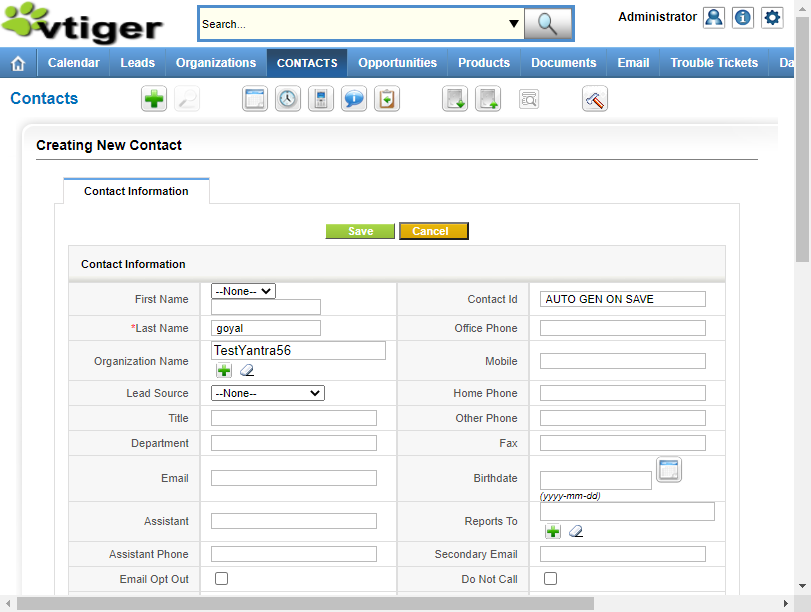 vtiger
Search...
Administrator
Calendar Leads Organizations CONTACTS Opportunities Products Documents Email Trouble Tickets Da
Contacts
Creating New Contact
Contact Information
Save Cancel
Contact Information
First Name --None-- Contact Id AUTO GEN ON SAVE
*Last Name goyal Office Phone
Organization Name TestYantra56 Mobile
Lead Source --None-- Home Phone
Title Other Phone
Department Fax
Email Birthdate
(yyyy-mm-dd)
Assistant Reports To
Assistant Phone Secondary Email
Email Opt Out Do Not Call